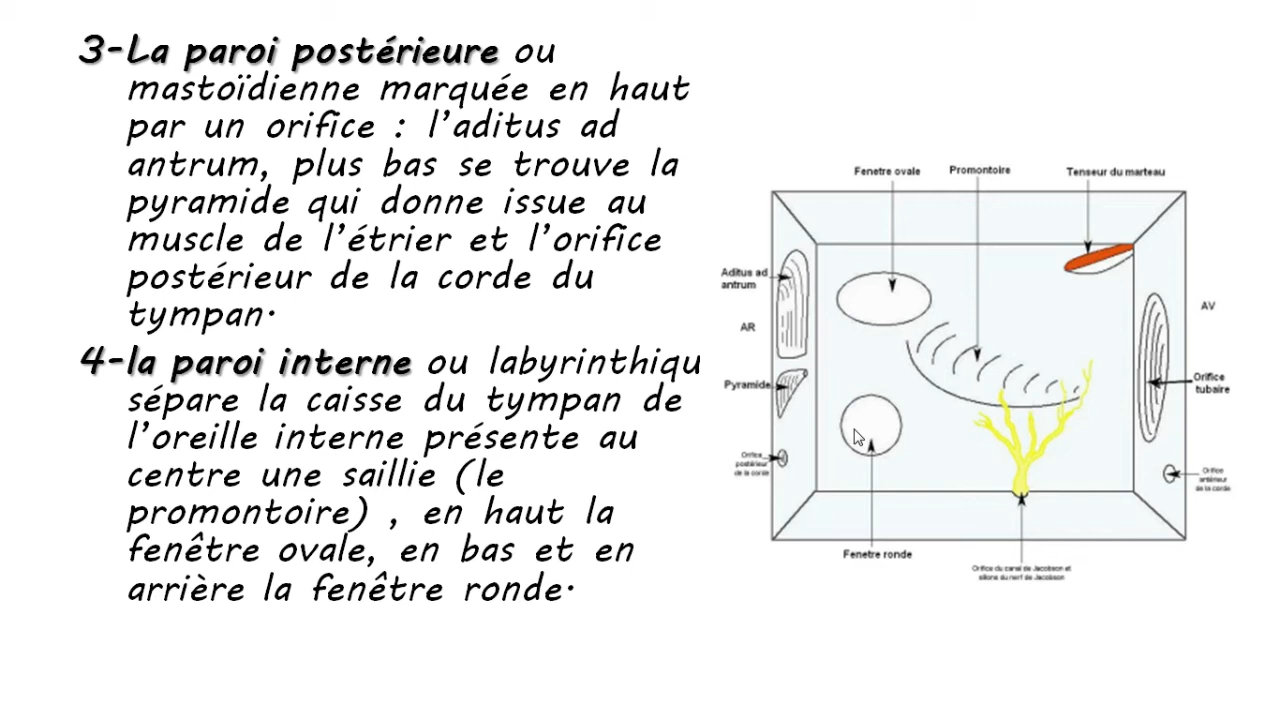 3-La paroi postérieure ou
mastoïdienne marquée en haut
par un orifice : l'aditus ad
antrum, plus bas se trouve la
pyramide qui donne issue au
muscle de l'étrier et l'orifice
postérieur de la corde du
tympan.
4-la paroi interne ou labyrinthiqu
sépare la caisse du tympan de
l'oreille interne présente au
centre une saillie (le
promontoire) , en haut la
fenêtre ovale, en bas et en
arrière la fenêtre ronde.
Fenetre ovale
Promontoire
Tenseur du marteau
Aditus ad
antrum
AR
AV
Pyramide
Orifice
tubaire
Orifice
postérieur
de la corde
Orifice
antérieur
de la corde
Fenetre ronde
Orifice du canal de Jacobson et
sillons du nerf de Jacobson